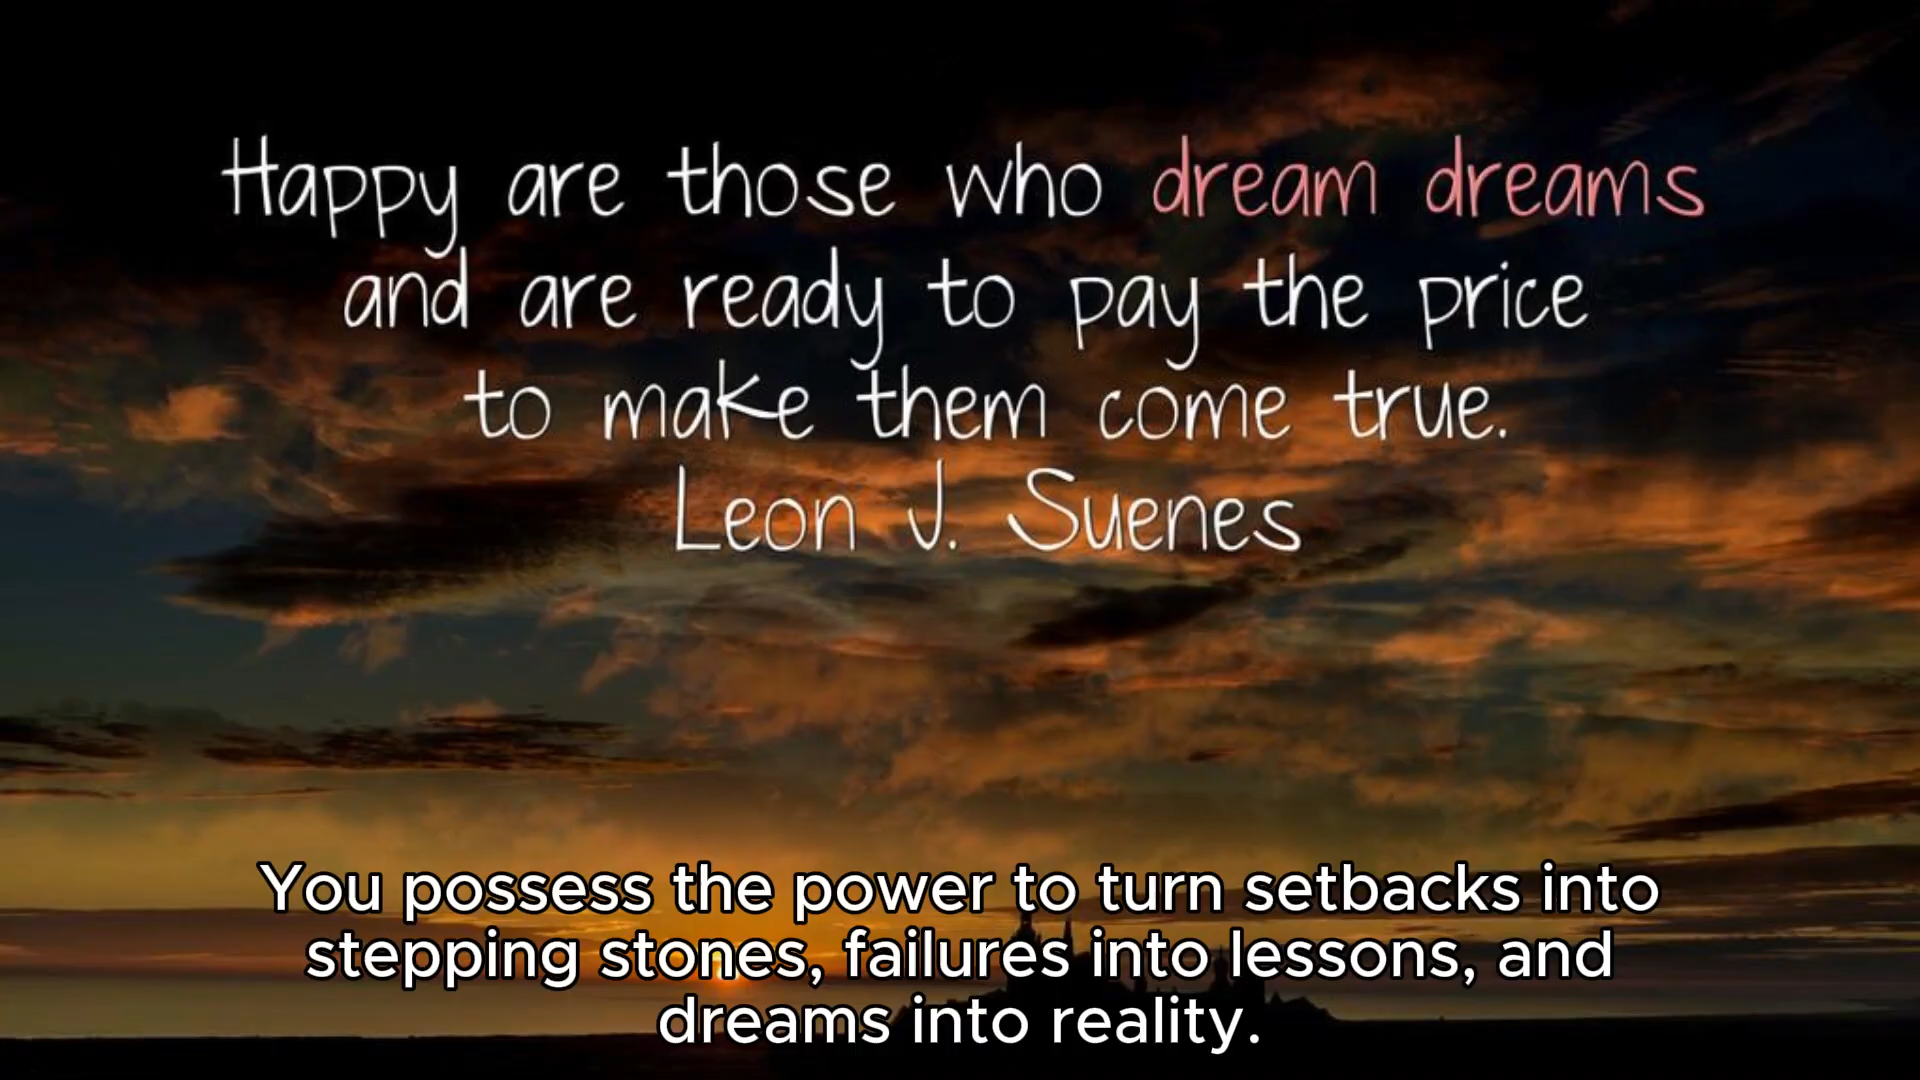 Happy are those who dream dreams
and are ready to pay the price
to make them come true.
Leon J. Suenes
You possess the power to turn setbacks into
stepping stones, failures into lessons, and
dreams into reality.